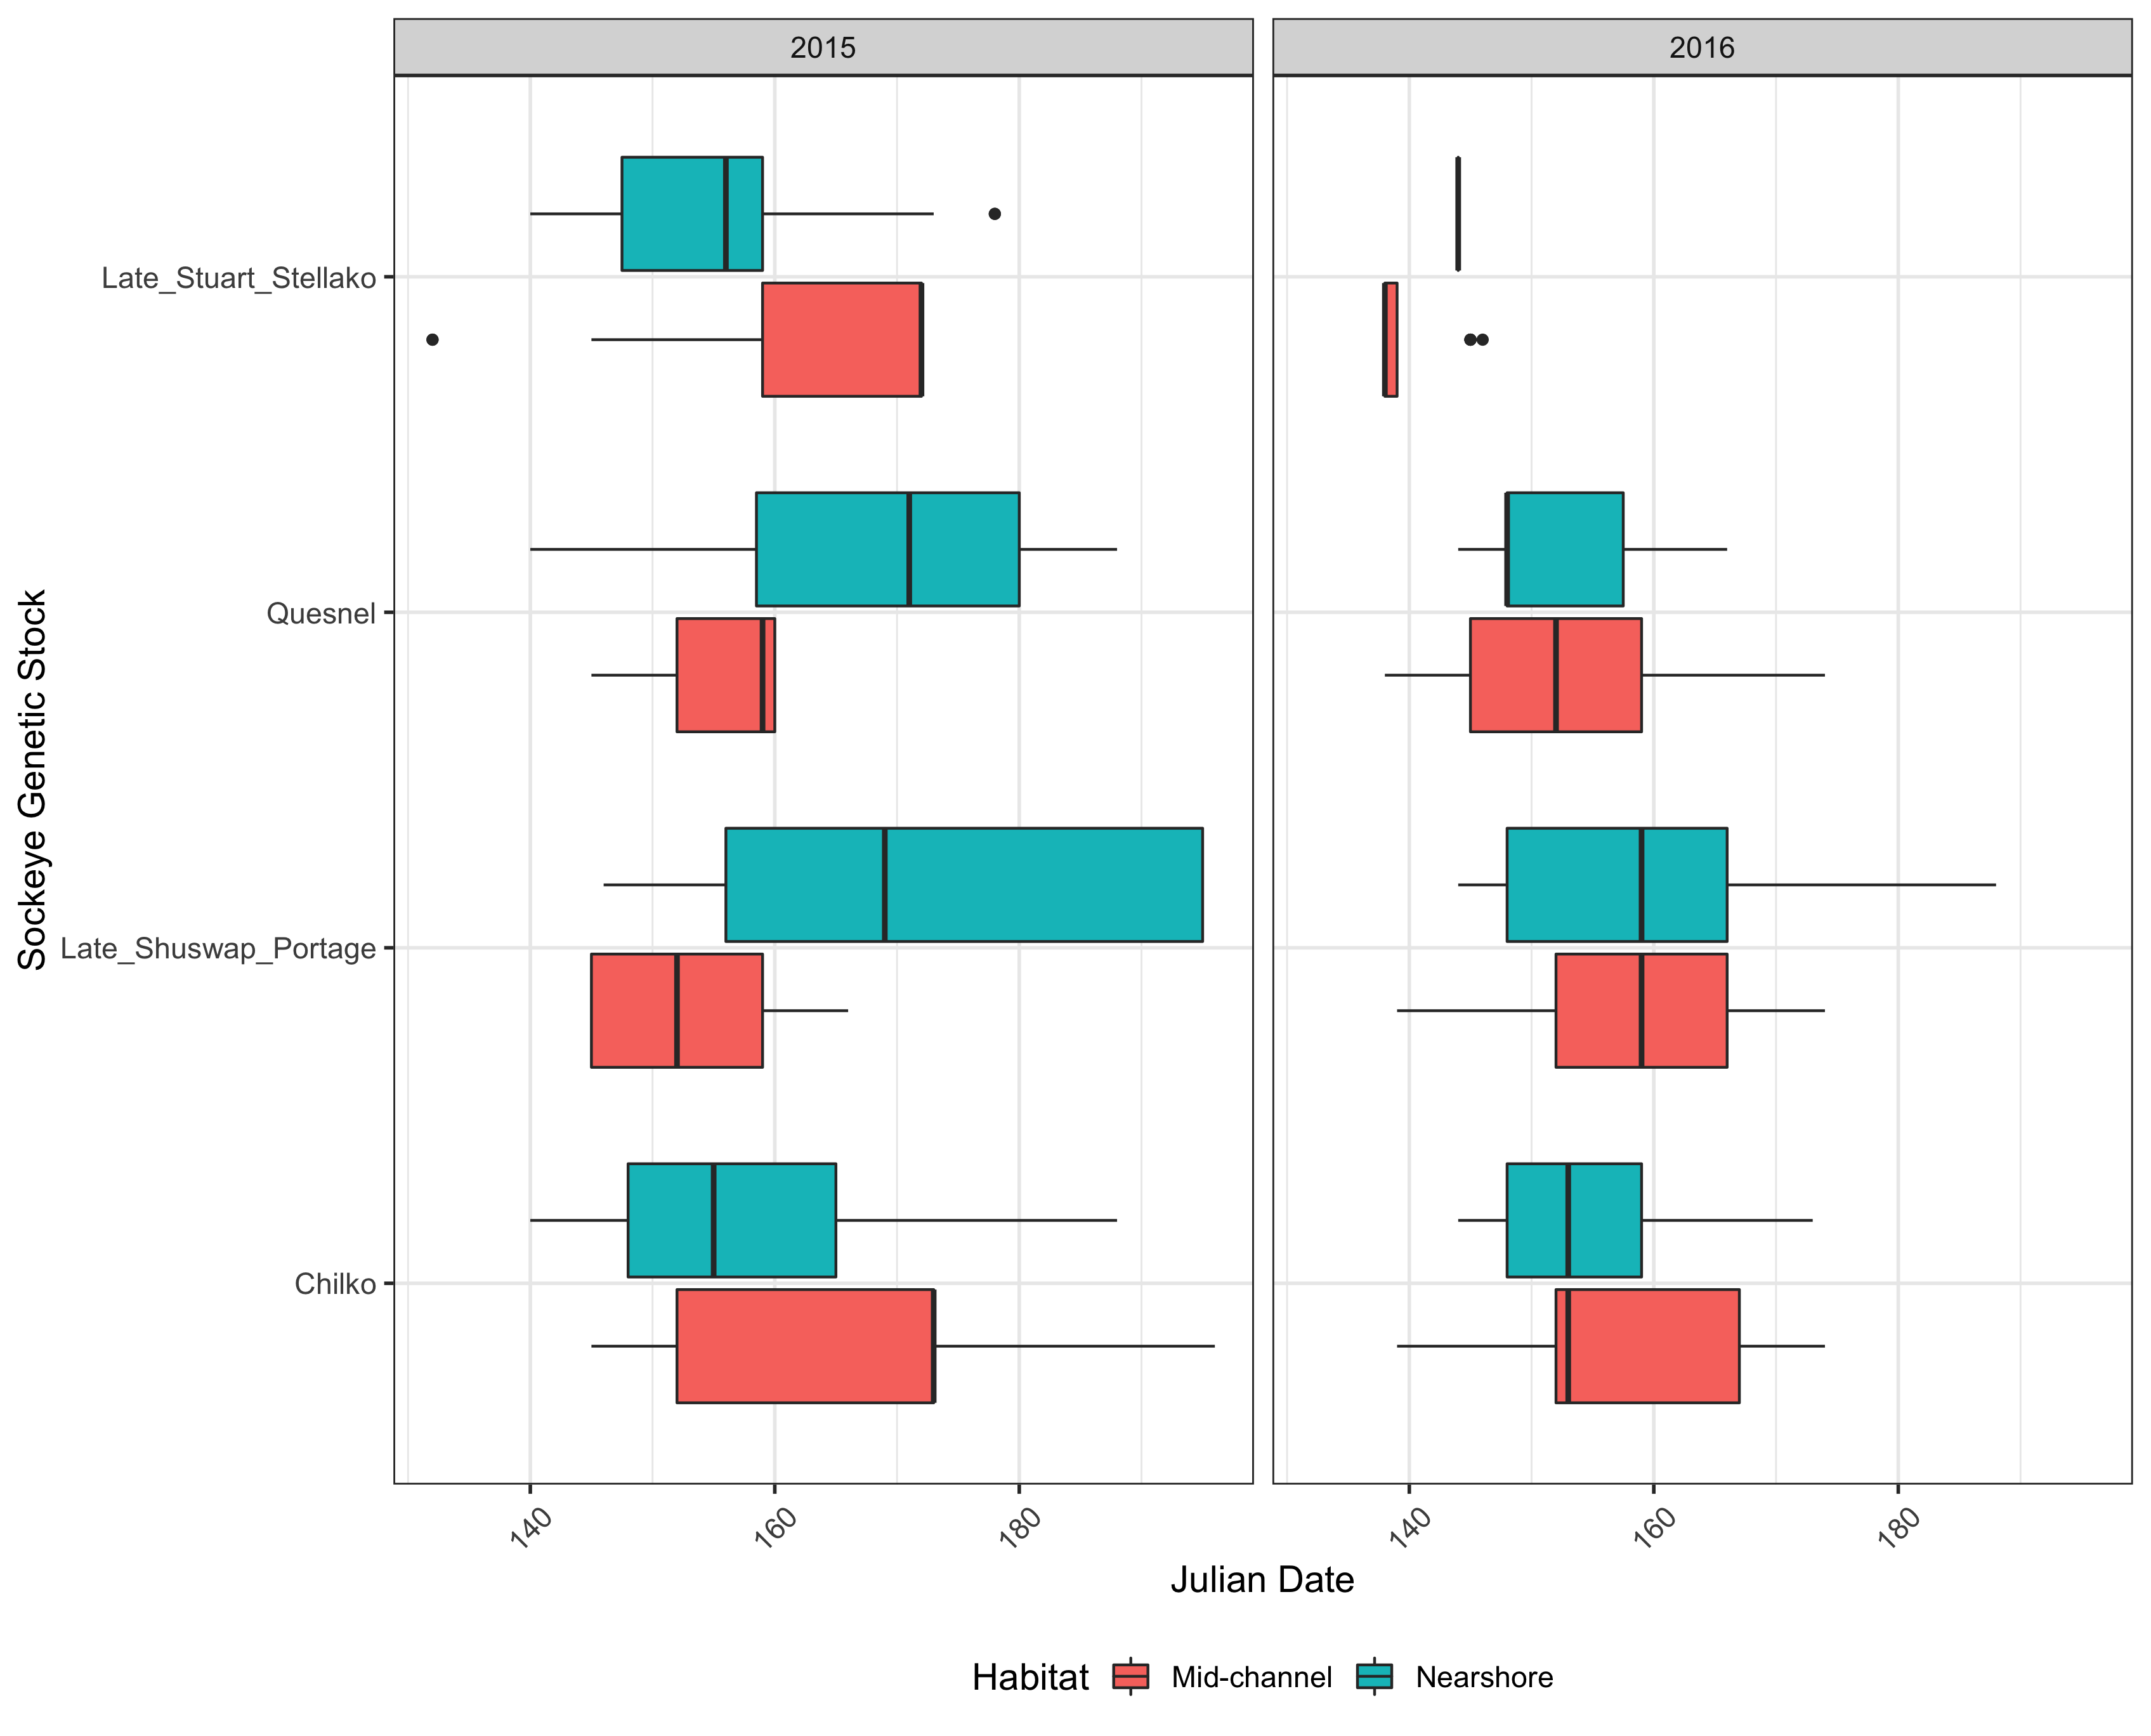 2015
2016
Sockeye Genetic Stock
Late_Stuart_Stellako
Quesnel
Late_Shuswap_Portage
Chilko
140
160
180
140
160
180
Julian Date
Habitat Mid-channel Nearshore